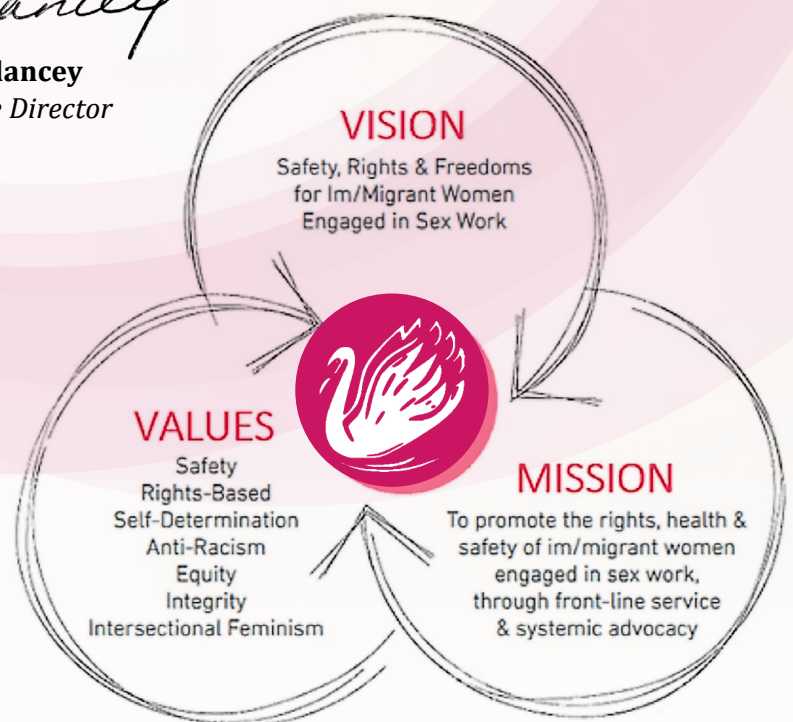 lancey
Director
VISION
Safety, Rights & Freedoms
for Im/Migrant Women
Engaged in Sex Work
VALUES
Safety
Rights-Based
Self-Determination
Anti-Racism
Equity
Integrity
Intersectional Feminism
MISSION
To promote the rights, health &
safety of im/migrant women
engaged in sex work,
through front-line service
& systemic advocacy